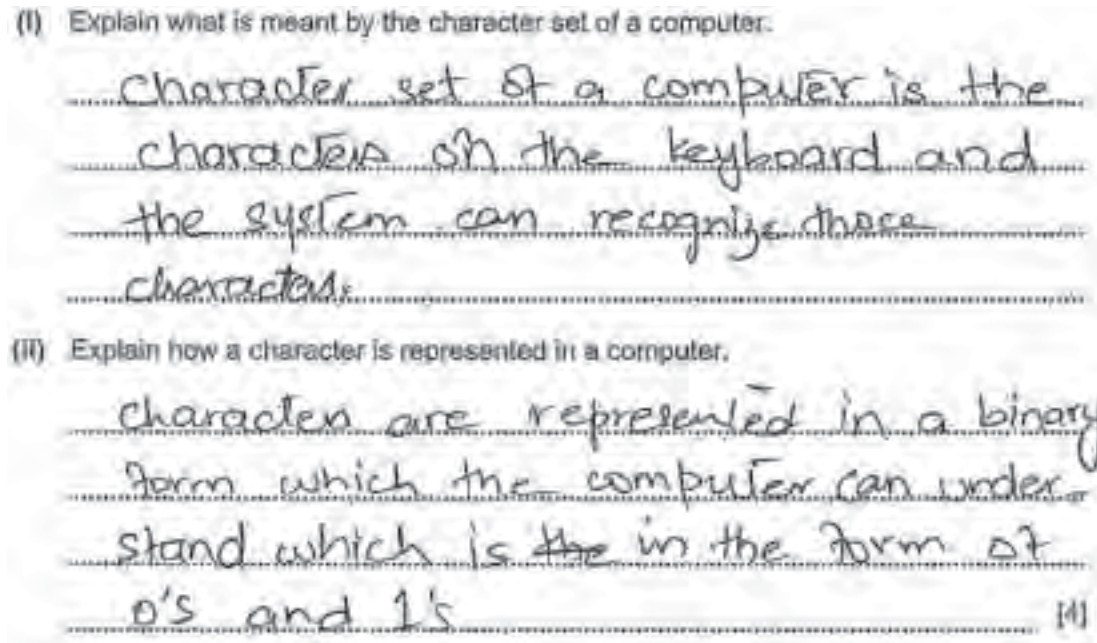 (i) Explain what is meant by the character set of a computer.
character set of a computer is the
characters on the keyboard and
the system can recognize those
characters.
(ii) Explain how a character is represented in a computer.
character are represented in a binary
form which the computer can under-
stand which is the in the form of
0's and 1's [4]